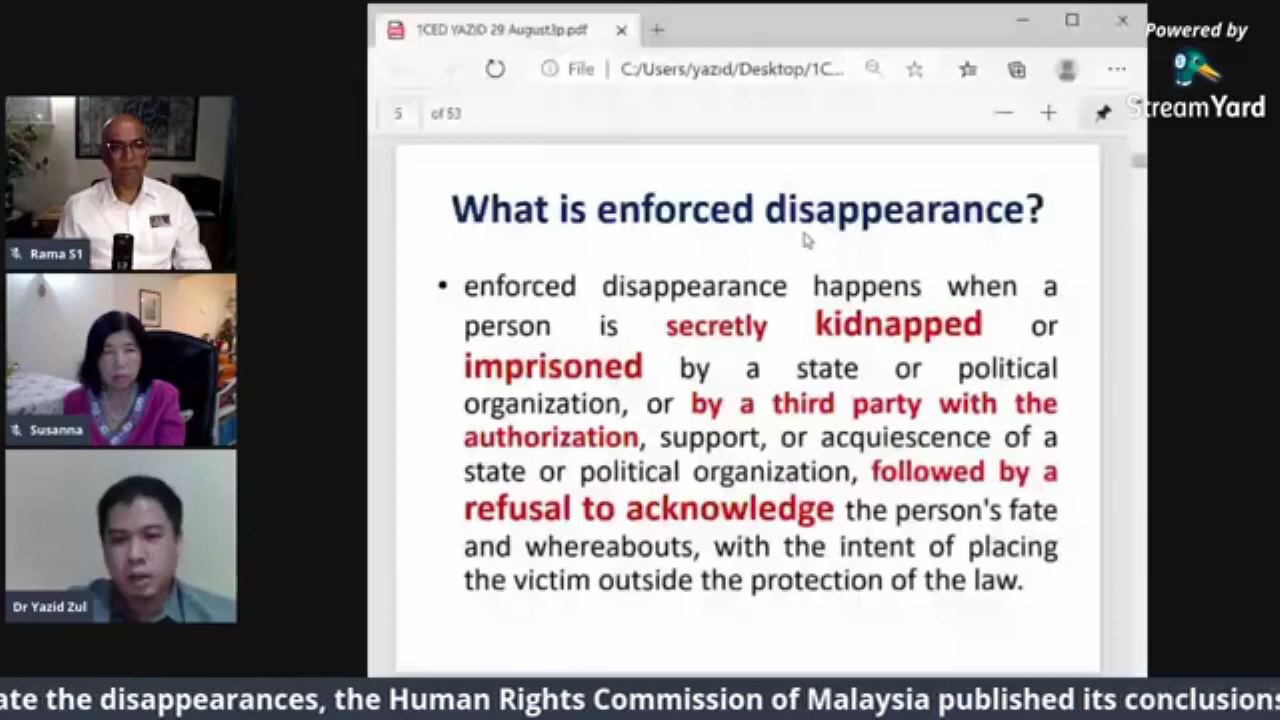 1CED YAZID 29 August3p.pdf
File
C:/Users/yazid/Desktop/1C...
5 of 53
Powered by
StreamYard
Rama S1
Susanna
Dr Yazid Zul
What is enforced disappearance?
• enforced disappearance happens when a
person is secretly kidnapped or
imprisoned by a state or political
organization, or by a third party with the
authorization, support, or acquiescence of a
state or political organization, followed by a
refusal to acknowledge the person's fate
and whereabouts, with the intent of placing
the victim outside the protection of the law.
ate the disappearances, the Human Rights Commission of Malaysia published its conclusions